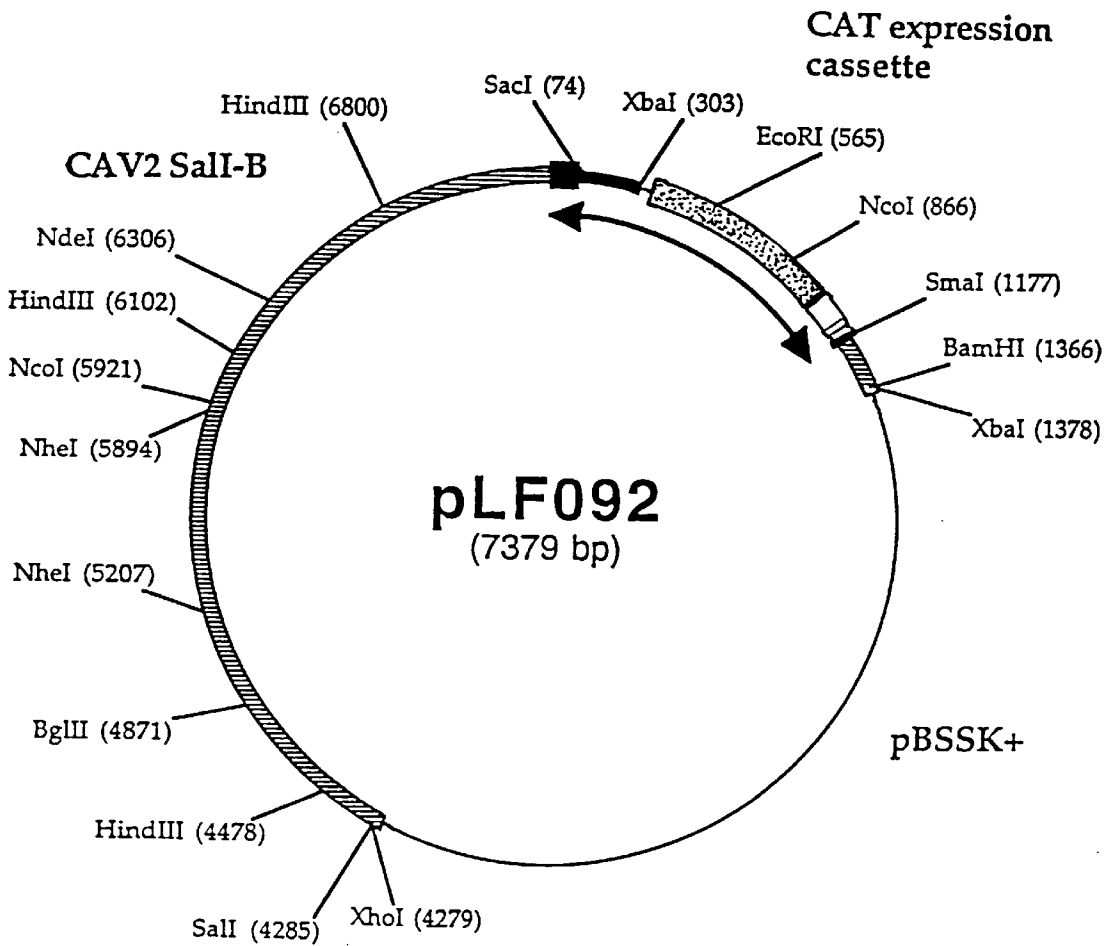 CAT expression
cassette
SacI (74)
XbaI (303)
HindIII (6800)
EcoRI (565)
CAV2 SalI-B
NcoI (866)
NdeI (6306)
SmaI (1177)
HindIII (6102)
BamHI (1366)
NcoI (5921)
XbaI (1378)
NheI (5894)
pLF092
(7379 bp)
NheI (5207)
BglII (4871)
pBSSK+
HindIII (4478)
SalI (4285)
XhoI (4279)